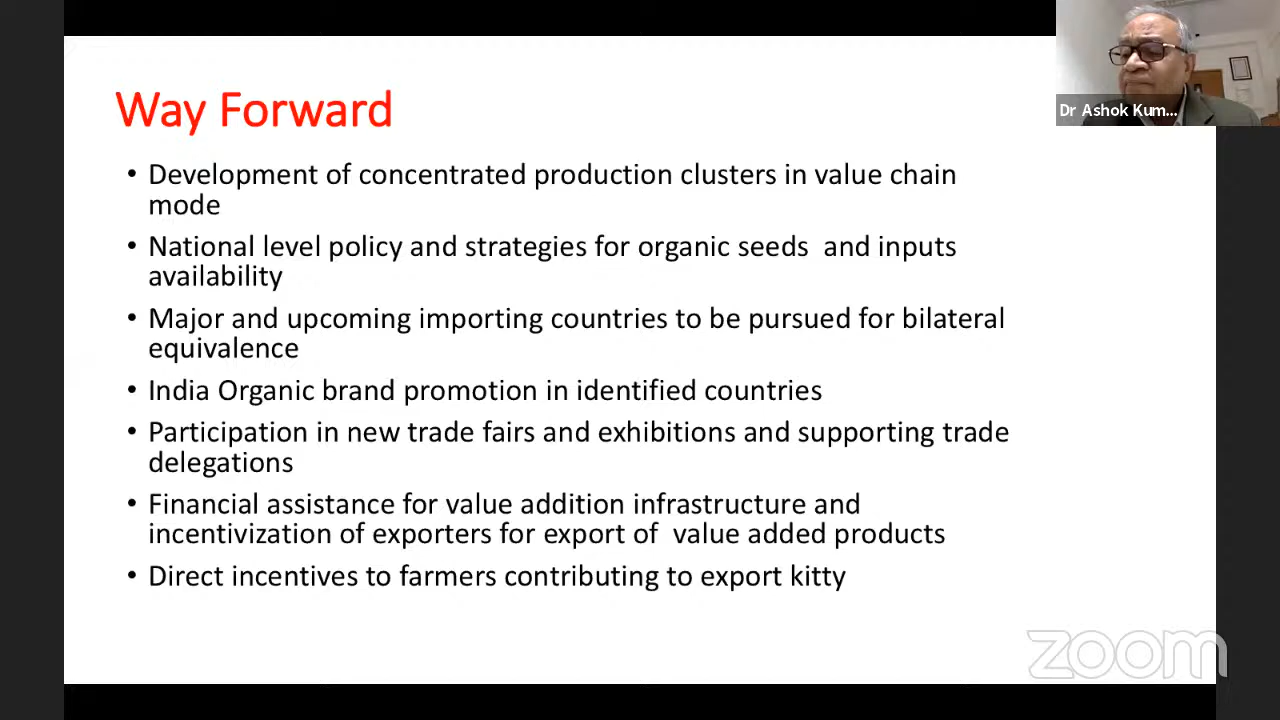 Way Forward
• Development of concentrated production clusters in value chain
mode
• National level policy and strategies for organic seeds  and inputs
availability
• Major and upcoming importing countries to be pursued for bilateral
equivalence
• India Organic brand promotion in identified countries
• Participation in new trade fairs and exhibitions and supporting trade
delegations
• Financial assistance for value addition infrastructure and
incentivization of exporters for export of  value added products
• Direct incentives to farmers contributing to export kitty
Dr Ashok Kum...
zoom